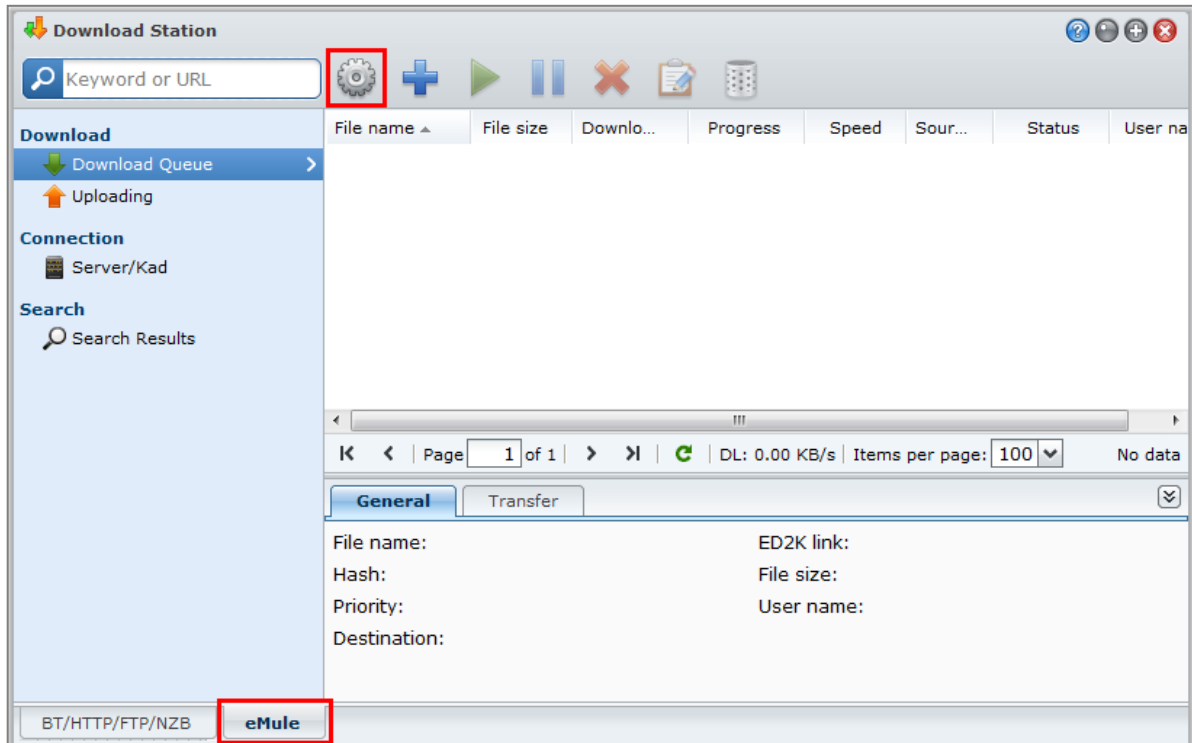 Download Station
Keyword or URL
Download
Download Queue
Uploading
Connection
Server/Kad
Search
Search Results
File name File size Downlo... Progress Speed Sour... Status User na
Page 1 of 1 DL: 0.00 KB/s Items per page: 100 No data
General Transfer
File name: ED2K link:
Hash: File size:
Priority: User name:
Destination:
BT/HTTP/FTP/NZB eMule